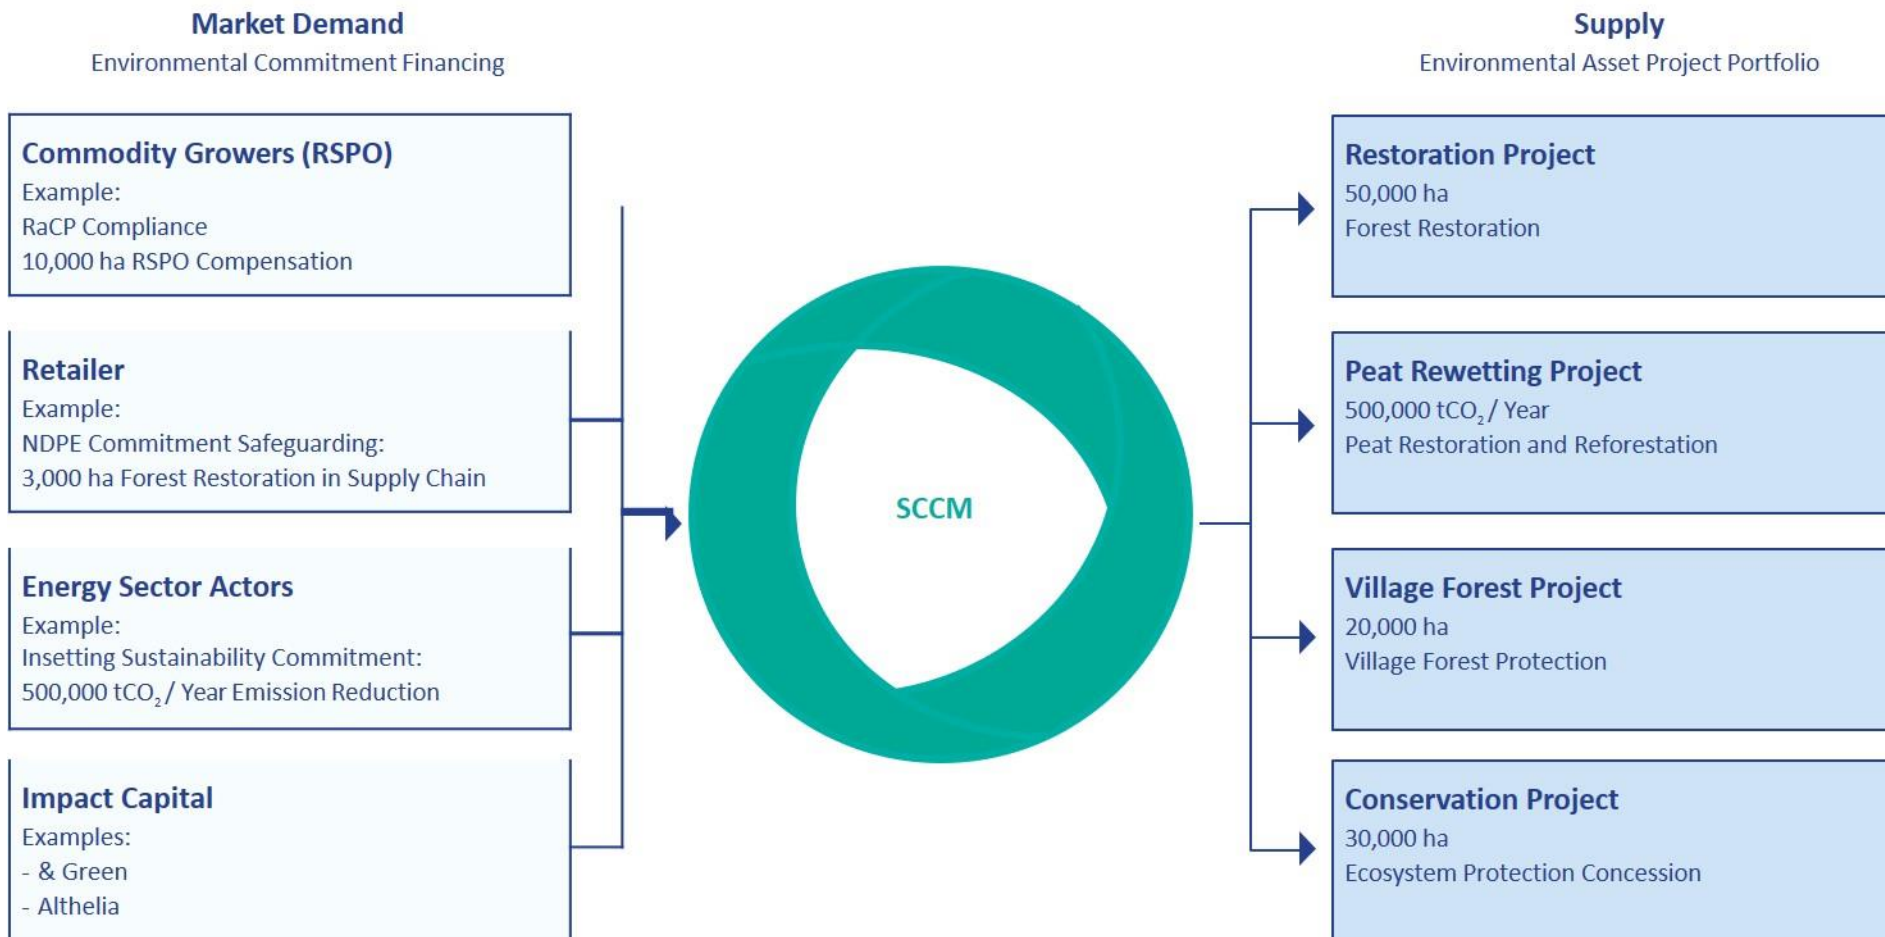 Market Demand
Environmental Commitment Financing
Commodity Growers (RSPO)
Example:
RaCP Compliance
10,000 ha RSPO Compensation
Retailer
Example:
NDPE Commitment Safeguarding:
3,000 ha Forest Restoration in Supply Chain
Energy Sector Actors
Example:
Insetting Sustainability Commitment:
500,000 tCO₂ / Year Emission Reduction
Impact Capital
Examples:
- & Green
- Althelia
SCCM
Supply
Environmental Asset Project Portfolio
Restoration Project
50,000 ha
Forest Restoration
Peat Rewetting Project
500,000 tCO₂ / Year
Peat Restoration and Reforestation
Village Forest Project
20,000 ha
Village Forest Protection
Conservation Project
30,000 ha
Ecosystem Protection Concession